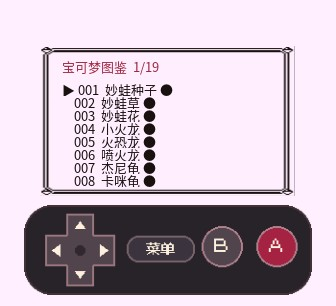 宝可梦图鉴 1/19
▶ 001 妙蛙种子 ●
002 妙蛙草 ●
003 妙蛙花 ●
004 小火龙 ●
005 火恐龙 ●
006 喷火龙 ●
007 杰尼龟 ●
008 卡咪龟 ●
菜单
B
A